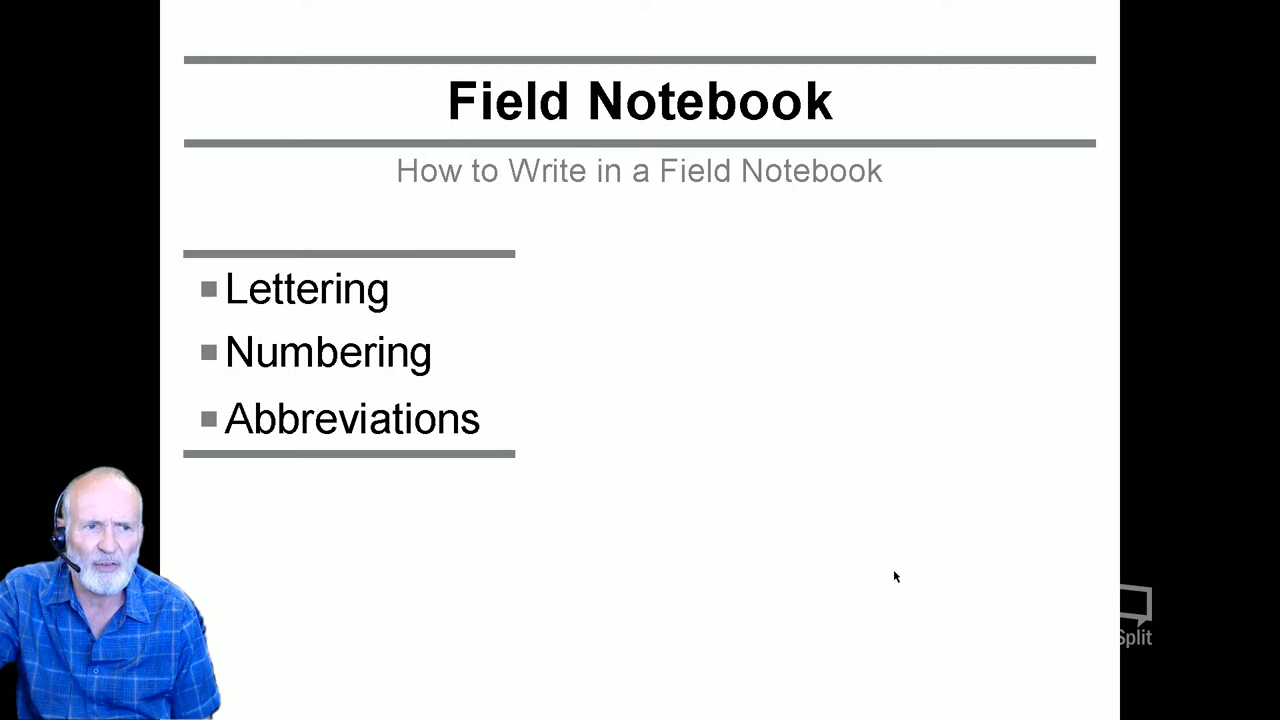 Field Notebook
How to Write in a Field Notebook
Lettering
Numbering
Abbreviations
Split